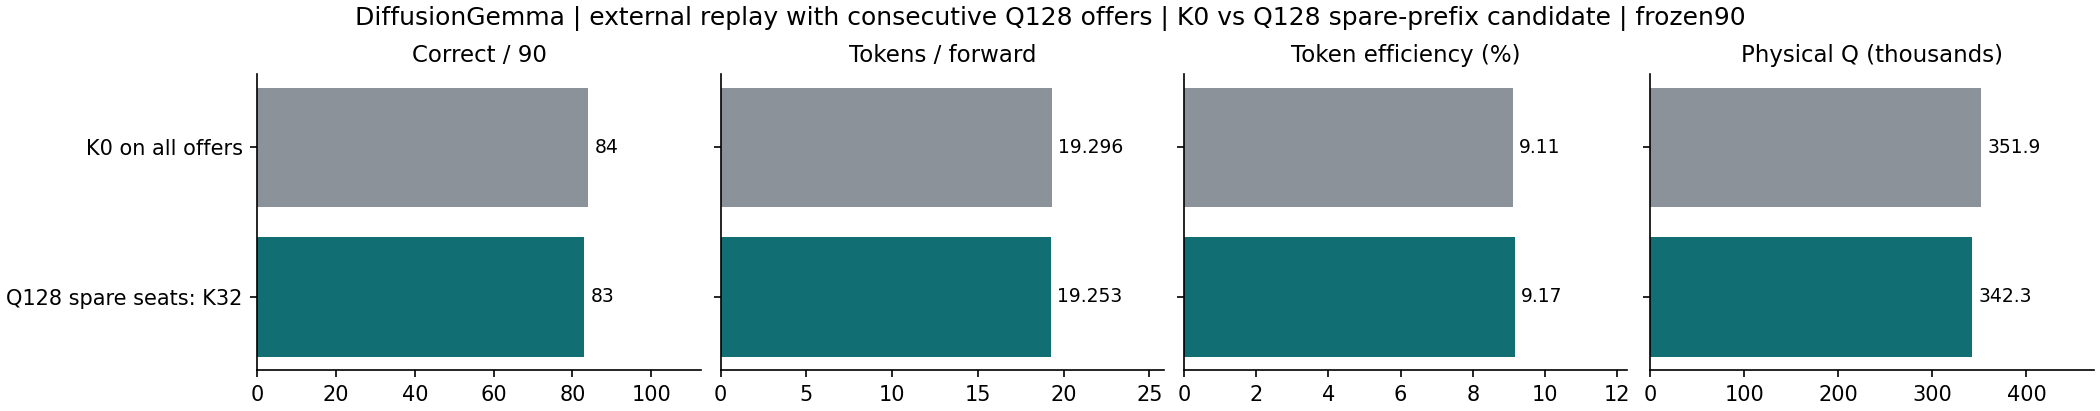 DiffusionGemma | external replay with consecutive Q128 offers | K0 vs Q128 spare-prefix candidate | frozen90
Correct / 90
Tokens / forward
Token efficiency (%)
Physical Q (thousands)
K0 on all offers
84
19.296
9.11
351.9
Q128 spare seats: K32
83
19.253
9.17
342.3
0 20 40 60 80 100
0 5 10 15 20 25
0 2 4 6 8 10 12
0 100 200 300 400